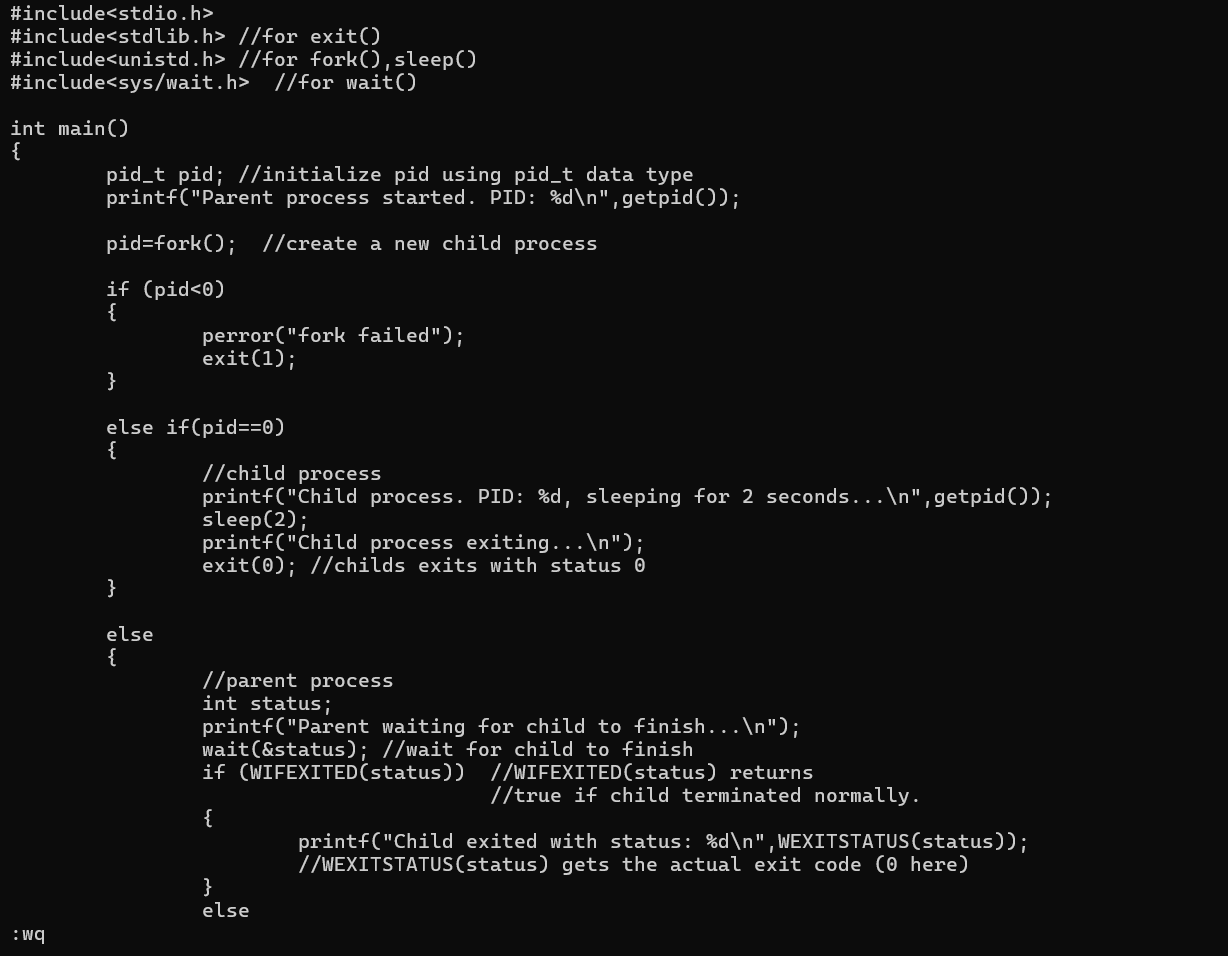 #include<stdio.h>
#include<stdlib.h> //for exit()
#include<unistd.h> //for fork(),sleep()
#include<sys/wait.h>  //for wait()

int main()
{
        pid_t pid; //initialize pid using pid_t data type
        printf("Parent process started. PID: %d\n",getpid());

        pid=fork();  //create a new child process

        if (pid<0)
        {
                perror("fork failed");
                exit(1);
        }

        else if(pid==0)
        {
                //child process
                printf("Child process. PID: %d, sleeping for 2 seconds...\n",getpid());
                sleep(2);
                printf("Child process exiting...\n");
                exit(0); //childs exits with status 0
        }

        else
        {
                //parent process
                int status;
                printf("Parent waiting for child to finish...\n");
                wait(&status); //wait for child to finish
                if (WIFEXITED(status))  //WIFEXITED(status) returns
                                        //true if child terminated normally.
                {
                        printf("Child exited with status: %d\n",WEXITSTATUS(status));
                        //WEXITSTATUS(status) gets the actual exit code (0 here)
                }
                else
:wq